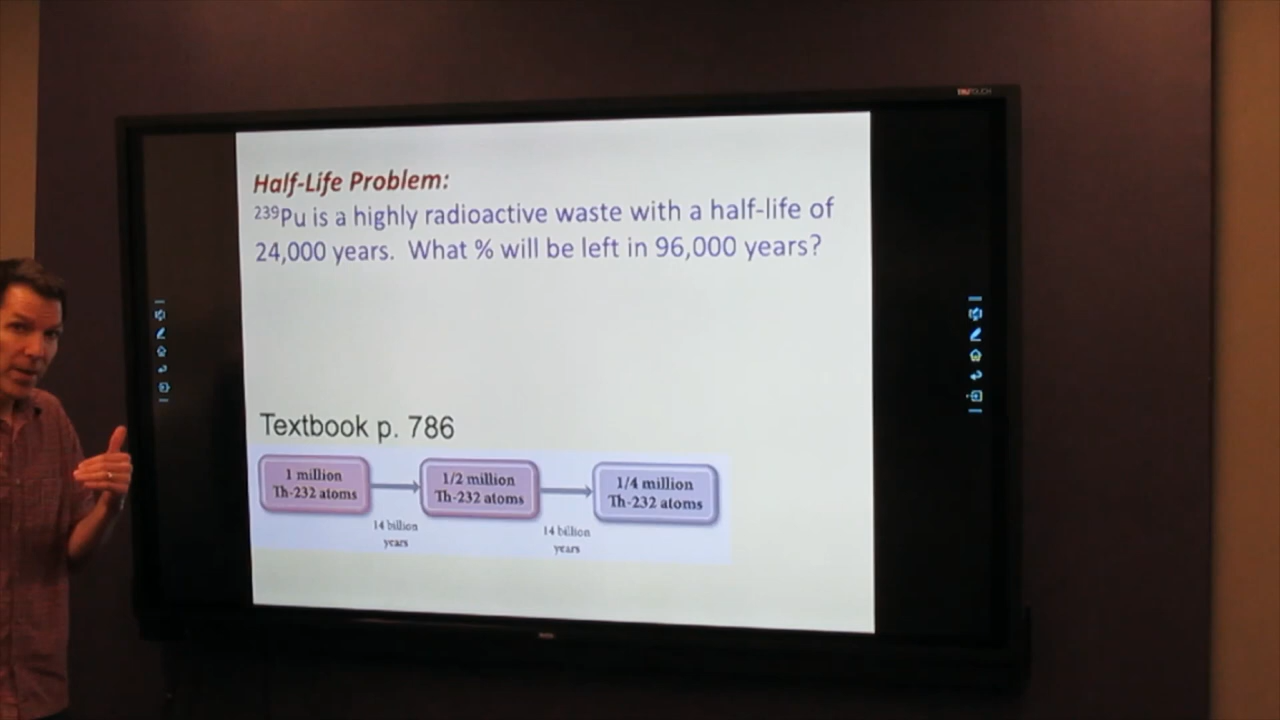 TRUTOUCH
Half-Life Problem:
²³⁹Pu is a highly radioactive waste with a half-life of
24,000 years. What % will be left in 96,000 years?
Textbook p. 786
1 million
Th-232 atoms
14 billion
years
1/2 million
Th-232 atoms
14 billion
years
1/4 million
Th-232 atoms